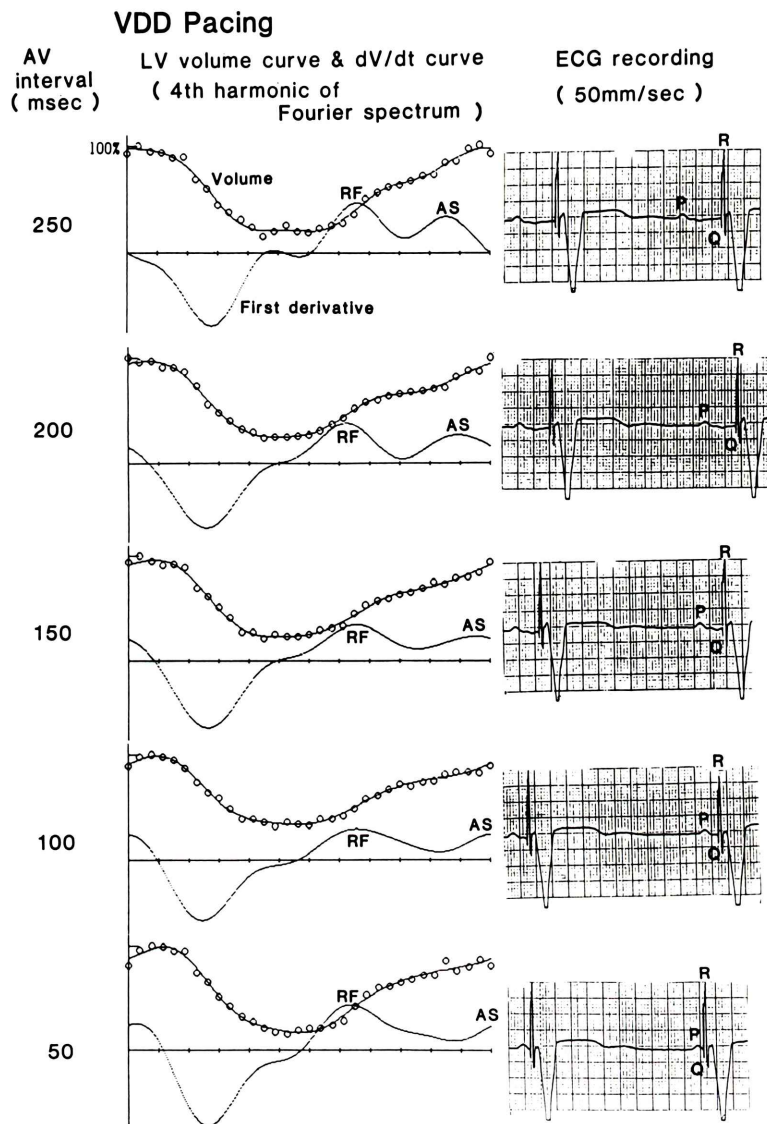 VDD Pacing
AV interval ( msec )
LV volume curve & dV/dt curve
( 4th harmonic of Fourier spectrum )
ECG recording
( 50mm/sec )
100%
Volume
RF
AS
First derivative
250
R
P
Q
200
RF
AS
R
P
Q
150
RF
AS
R
P
Q
100
RF
AS
R
P
Q
50
RF
AS
R
P
Q